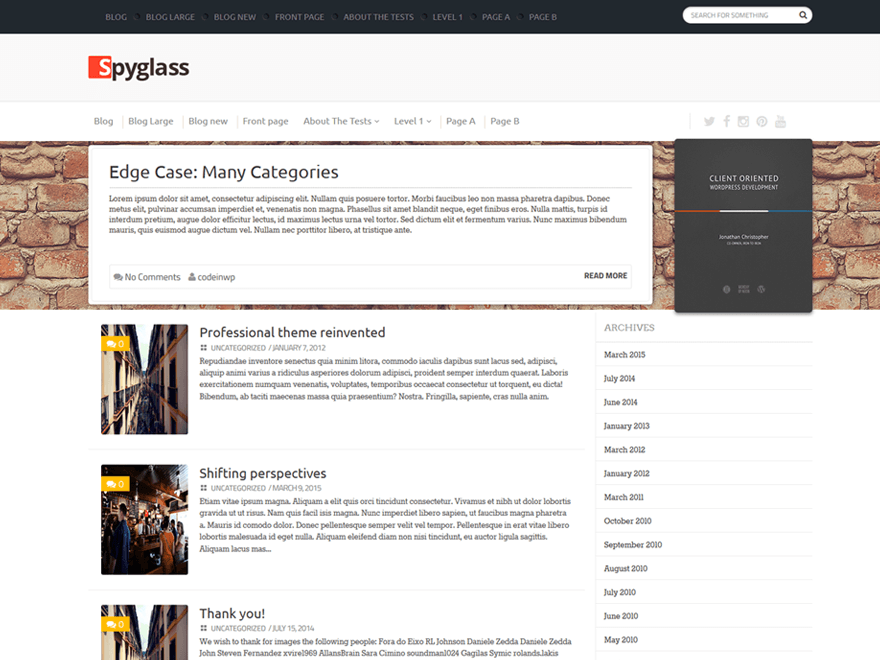 BLOG BLOG LARGE BLOG NEW FRONT PAGE ABOUT THE TESTS LEVEL 1 PAGE A PAGE B
SEARCH FOR SOMETHING
Spyglass
Blog Blog Large Blog new Front page About The Tests Level 1 Page A Page B
Edge Case: Many Categories
Lorem ipsum dolor sit amet, consectetur adipiscing elit. Nullam quis posuere tortor. Morbi faucibus leo non massa pharetra dapibus. Donec
metus elit, pulvinar accumsan imperdiet et, venenatis non magna. Phasellus sit amet blandit neque, eget finibus eros. Nulla mattis, turpis id
interdum pretium, augue dolor efficitur lectus, id maximus lectus urna vel tortor. Sed dictum elit et fermentum varius. Nunc maximus bibendum
mauris, quis euismod augue dictum vel. Nullam nec porttitor libero, at tristique ante.
No Comments codeinwp
READ MORE
CLIENT ORIENTED
WORDPRESS DEVELOPMENT
Jonathan Christopher
0
Professional theme reinvented
UNCATEGORIZED / JANUARY 7, 2012
Repudiandae inventore senectus quia minim litora, commodo iaculis dapibus sunt lacus sed, adipisci,
aliquip animi varius a ridiculus asperiores dolorum adipisci, proident semper interdum quaerat. Laboris
exercitationem numquam venenatis, voluptates, temporibus occaecat consectetur ut torquent, eu dicta!
Bibendum, ab taciti maecenas massa quia praesentium? Nostra. Fringilla, sapiente, cras nulla anim.
0
Shifting perspectives
UNCATEGORIZED / MARCH 9, 2015
Etiam vitae ipsum magna. Aliquam a elit quis orci tincidunt consectetur. Vivamus et nibh ut dolor lobortis
gravida ut ut risus. Nam quis facil isis magna. Nunc imperdiet libero sapien, ut faucibus magna pharetra
a. Mauris id comodo dolor. Donec pellentesque semper velit vel tempor. Pellentesque in erat vitae libero
lobortis malesuada id eget nulla. Aliquam eleifend diam non nisi tincidunt, eu auctor ligula sagittis.
Aliquam lacus mas...
0
Thank you!
UNCATEGORIZED / JULY 15, 2014
We wish to thank for images the following people: Fora do Eixo RL Johnson Daniele Zedda Daniele Zedda
John Steven Fernandez xvire1969 AllansBrain Sara Cimino soundman1024 Gagilas Symic rolands.lakis
ARCHIVES
March 2015
July 2014
June 2014
January 2013
March 2012
January 2012
March 2011
October 2010
September 2010
August 2010
July 2010
June 2010
May 2010